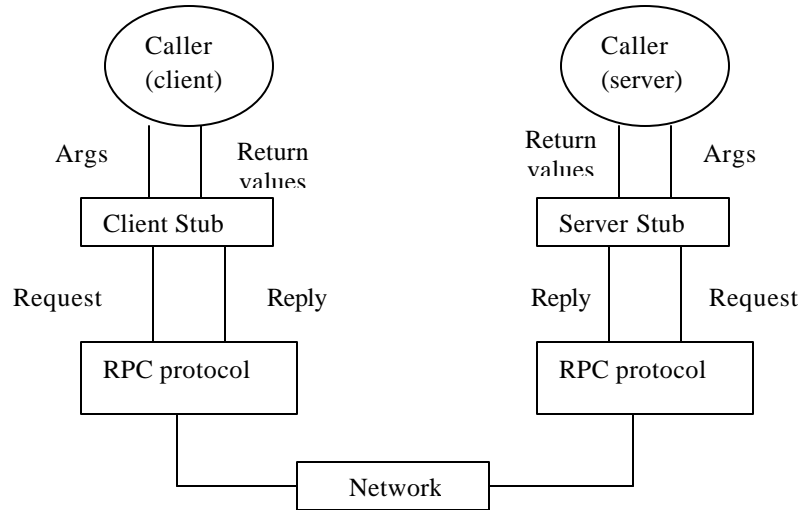 Caller
(client)
Caller
(server)
Args
Return
values
Return
values
Args
Client Stub
Server Stub
Request
Reply
Reply
Request
RPC protocol
RPC protocol
Network